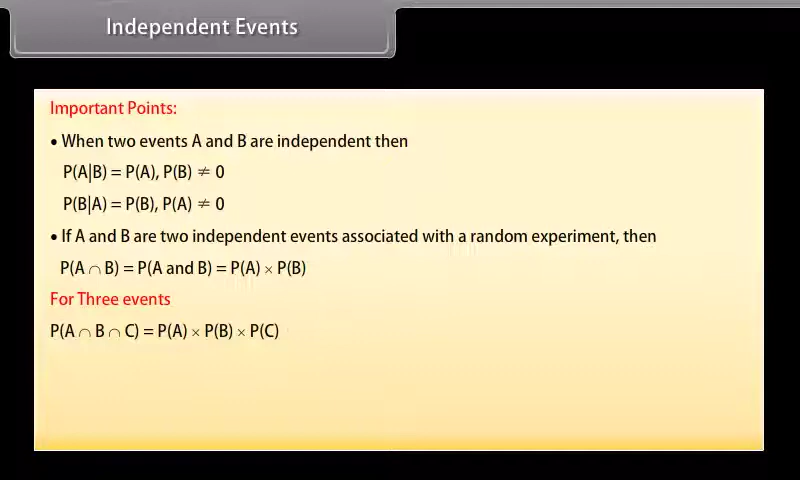 Independent Events
Important Points:
• When two events A and B are independent then
P(A|B) = P(A), P(B) ≠ 0
P(B|A) = P(B), P(A) ≠ 0
• If A and B are two independent events associated with a random experiment, then
P(A ∩ B) = P(A and B) = P(A) × P(B)
For Three events
P(A ∩ B ∩ C) = P(A) × P(B) × P(C)